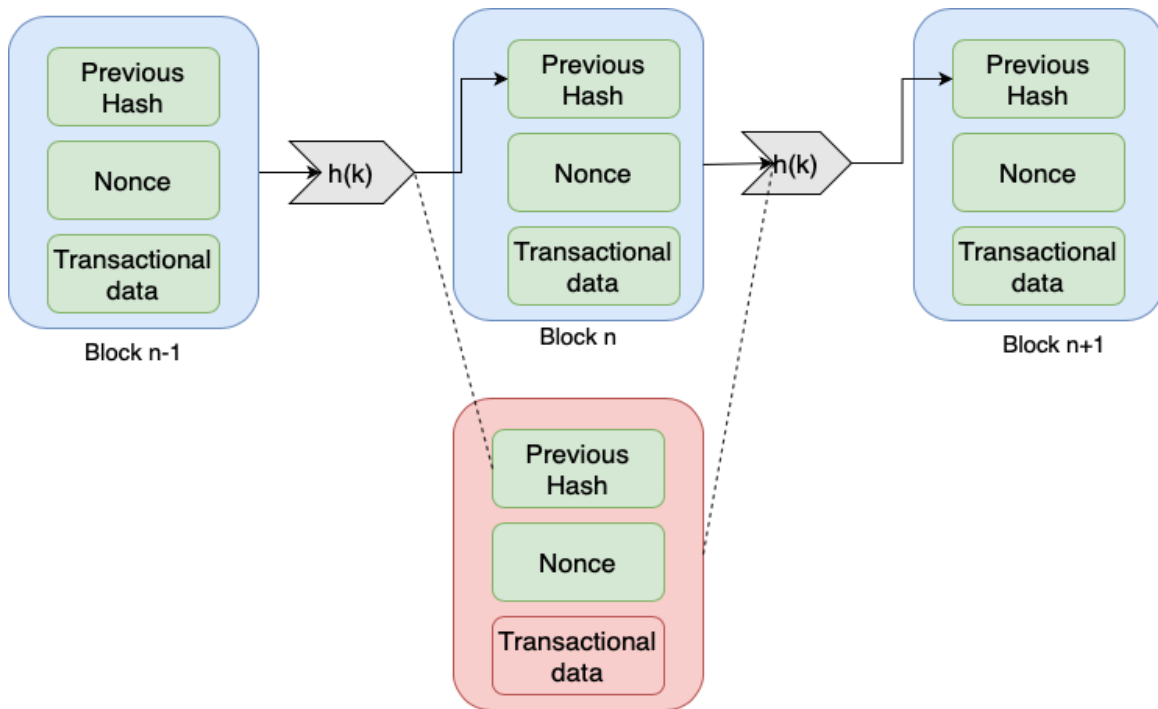 Previous
Hash
Nonce
Transactional
data
Block n-1
h(k)
Previous
Hash
Nonce
Transactional
data
Block n
h(k)
Previous
Hash
Nonce
Transactional
data
Block n+1
Previous
Hash
Nonce
Transactional
data